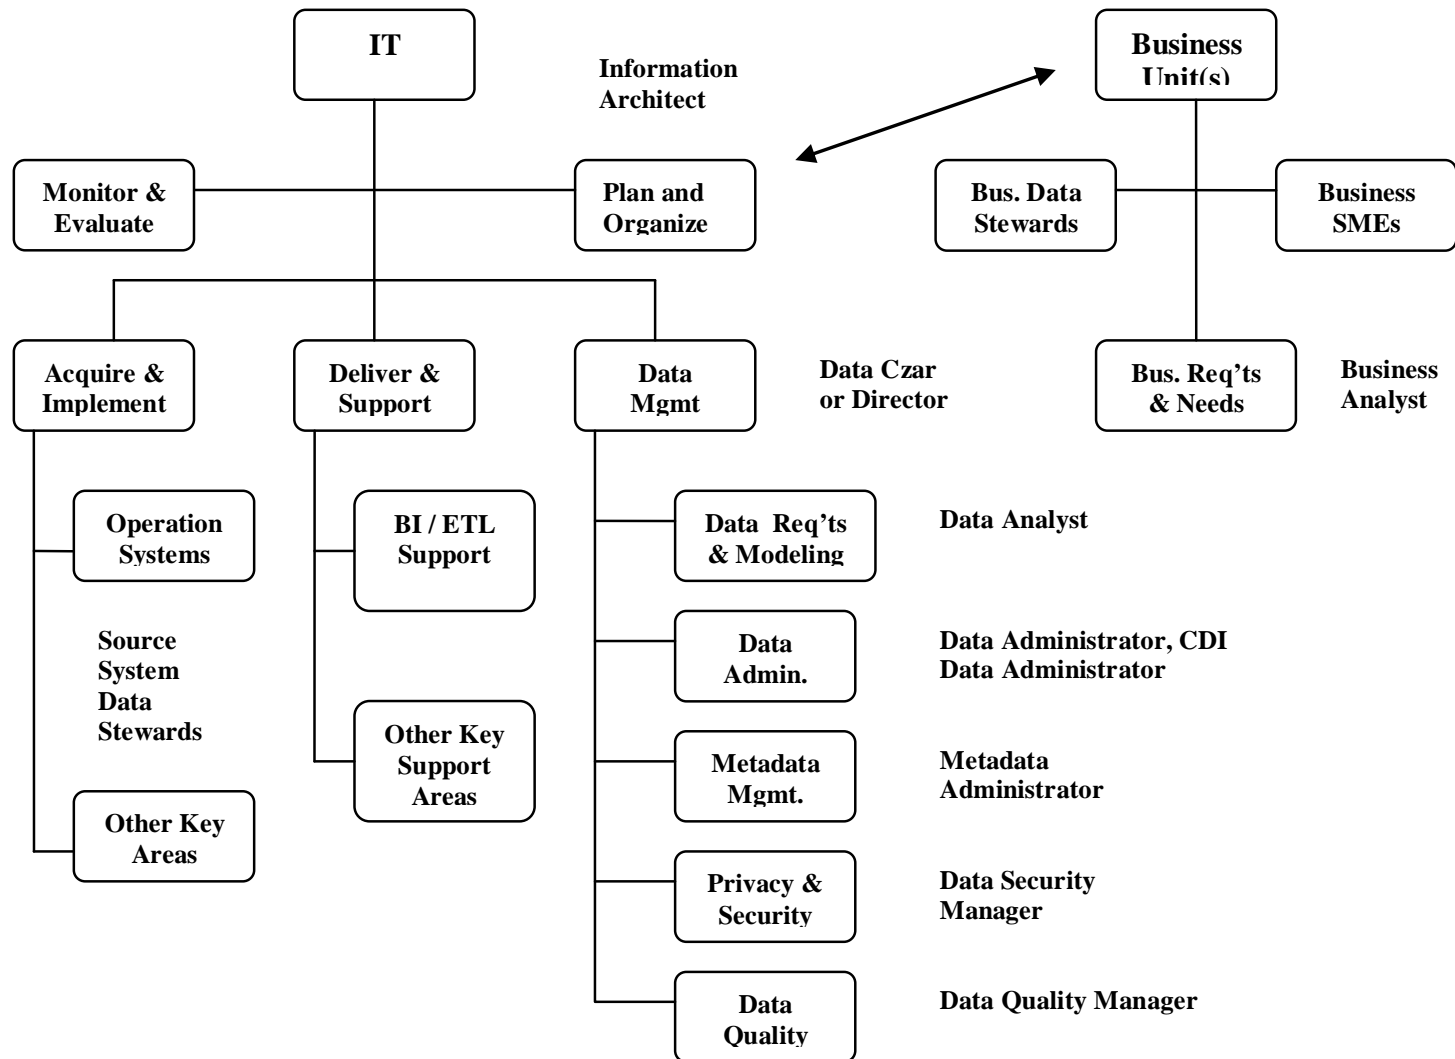 IT
Business
Unit(s)
Information
Architect
Monitor &
Evaluate
Plan and
Organize
Bus. Data
Stewards
Business
SMEs
Acquire &
Implement
Deliver &
Support
Data
Mgmt
Data Czar
or Director
Bus. Req'ts
& Needs
Business
Analyst
Operation
Systems
BI / ETL
Support
Data  Req’ts
& Modeling
Data Analyst
Source
System
Data
Stewards
Data
Admin.
Data Administrator, CDI
Data Administrator
Other Key
Support
Areas
Metadata
Mgmt.
Metadata
Administrator
Other Key
Areas
Privacy &
Security
Data Security
Manager
Data
Quality
Data Quality Manager